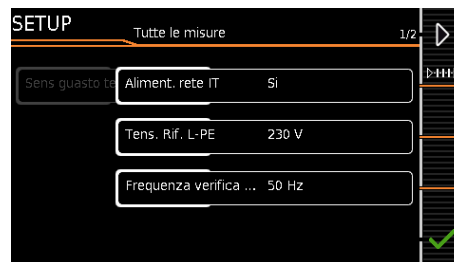 SETUP
Tutte le misure
1/2
Sens guasto te
Aliment. rete IT
Si
Tens. Rif. L-PE
230 V
Frequenza verifica ...
50 Hz